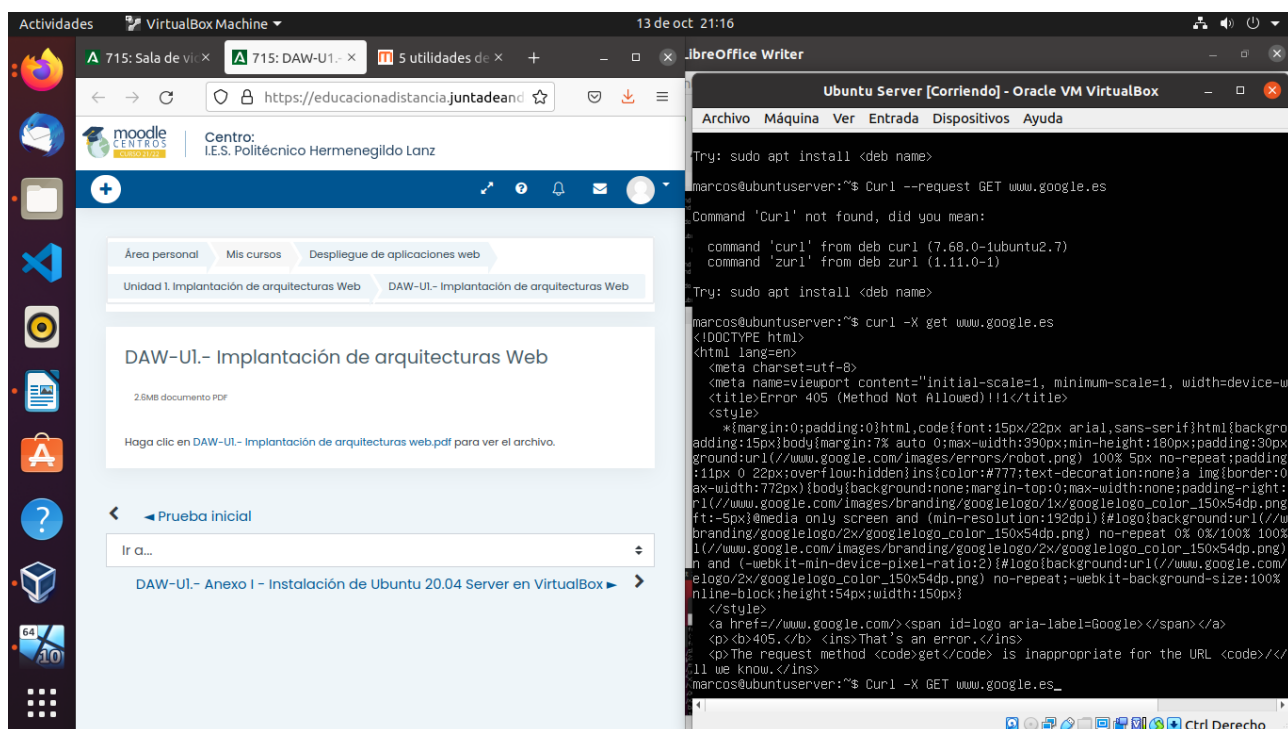 Actividades
VirtualBox Machine
13 de oct 21:16
715: Sala de vi
715: DAW-U1.-
5 utilidades de
https://educacionadistancia.juntadeand
moodle
CENTROS
CURSO 21/22
Centro:
I.E.S. Politécnico Hermenegildo Lanz
Área personal
Mis cursos
Despliegue de aplicaciones web
Unidad 1. Implantación de arquitecturas Web
DAW-U1.- Implantación de arquitecturas Web
DAW-U1.- Implantación de arquitecturas Web
2.6MB documento PDF
Haga clic en DAW-U1.- Implantación de arquitecturas web.pdf para ver el archivo.
◄ Prueba inicial
Ir a...
DAW-U1.- Anexo I - Instalación de Ubuntu 20.04 Server en VirtualBox ►
64
10
LibreOffice Writer
Ubuntu Server [Corriendo] - Oracle VM VirtualBox
Archivo Máquina Ver Entrada Dispositivos Ayuda
Try: sudo apt install <deb name>
marcos@ubuntuserver:~$ Curl --request GET www.google.es
Command 'Curl' not found, did you mean:
command 'curl' from deb curl (7.68.0-1ubuntu2.7)
command 'zurl' from deb zurl (1.11.0-1)
Try: sudo apt install <deb name>
marcos@ubuntuserver:~$ curl -X get www.google.es
<!DOCTYPE html>
<html lang=en>
<meta charset=utf-8>
<meta name=viewport content="initial-scale=1, minimum-scale=1, width=device-w
<title>Error 405 (Method Not Allowed)!!1</title>
<style>
*{margin:0;padding:0}html,code{font:15px/22px arial,sans-serif}html{backgro
adding:15px}body{margin:7% auto 0;max-width:390px;min-height:180px;padding:30px
ground:url(//www.google.com/images/errors/robot.png) 100% 5px no-repeat;padding
:11px 0 22px;overflow:hidden}ins{color:#777;text-decoration:none}a img{border:0
ax-width:772px){body{background:none;margin-top:0;max-width:none;padding-right:
rl(//www.google.com/images/branding/googlelogo/1x/googlelogo_color_150x54dp.png
ft:-5px}@media only screen and (min-resolution:192dpi){#logo{background:url(//w
branding/googlelogo/2x/googlelogo_color_150x54dp.png) no-repeat 0% 0%/100% 100%
l(//www.google.com/images/branding/googlelogo/2x/googlelogo_color_150x54dp.png)
n and (-webkit-min-device-pixel-ratio:2){#logo{background:url(//www.google.com/
elogo/2x/googlelogo_color_150x54dp.png) no-repeat;-webkit-background-size:100%
nline-block;height:54px;width:150px}
</style>
<a href=//www.google.com/><span id=logo aria-label=Google></span></a>
<p><b>405.</b> <ins>That's an error.</ins>
<p>The request method <code>get</code> is inappropriate for the URL <code>/</
ll we know.</ins>
marcos@ubuntuserver:~$ Curl -X GET www.google.es_
Ctrl Derecho